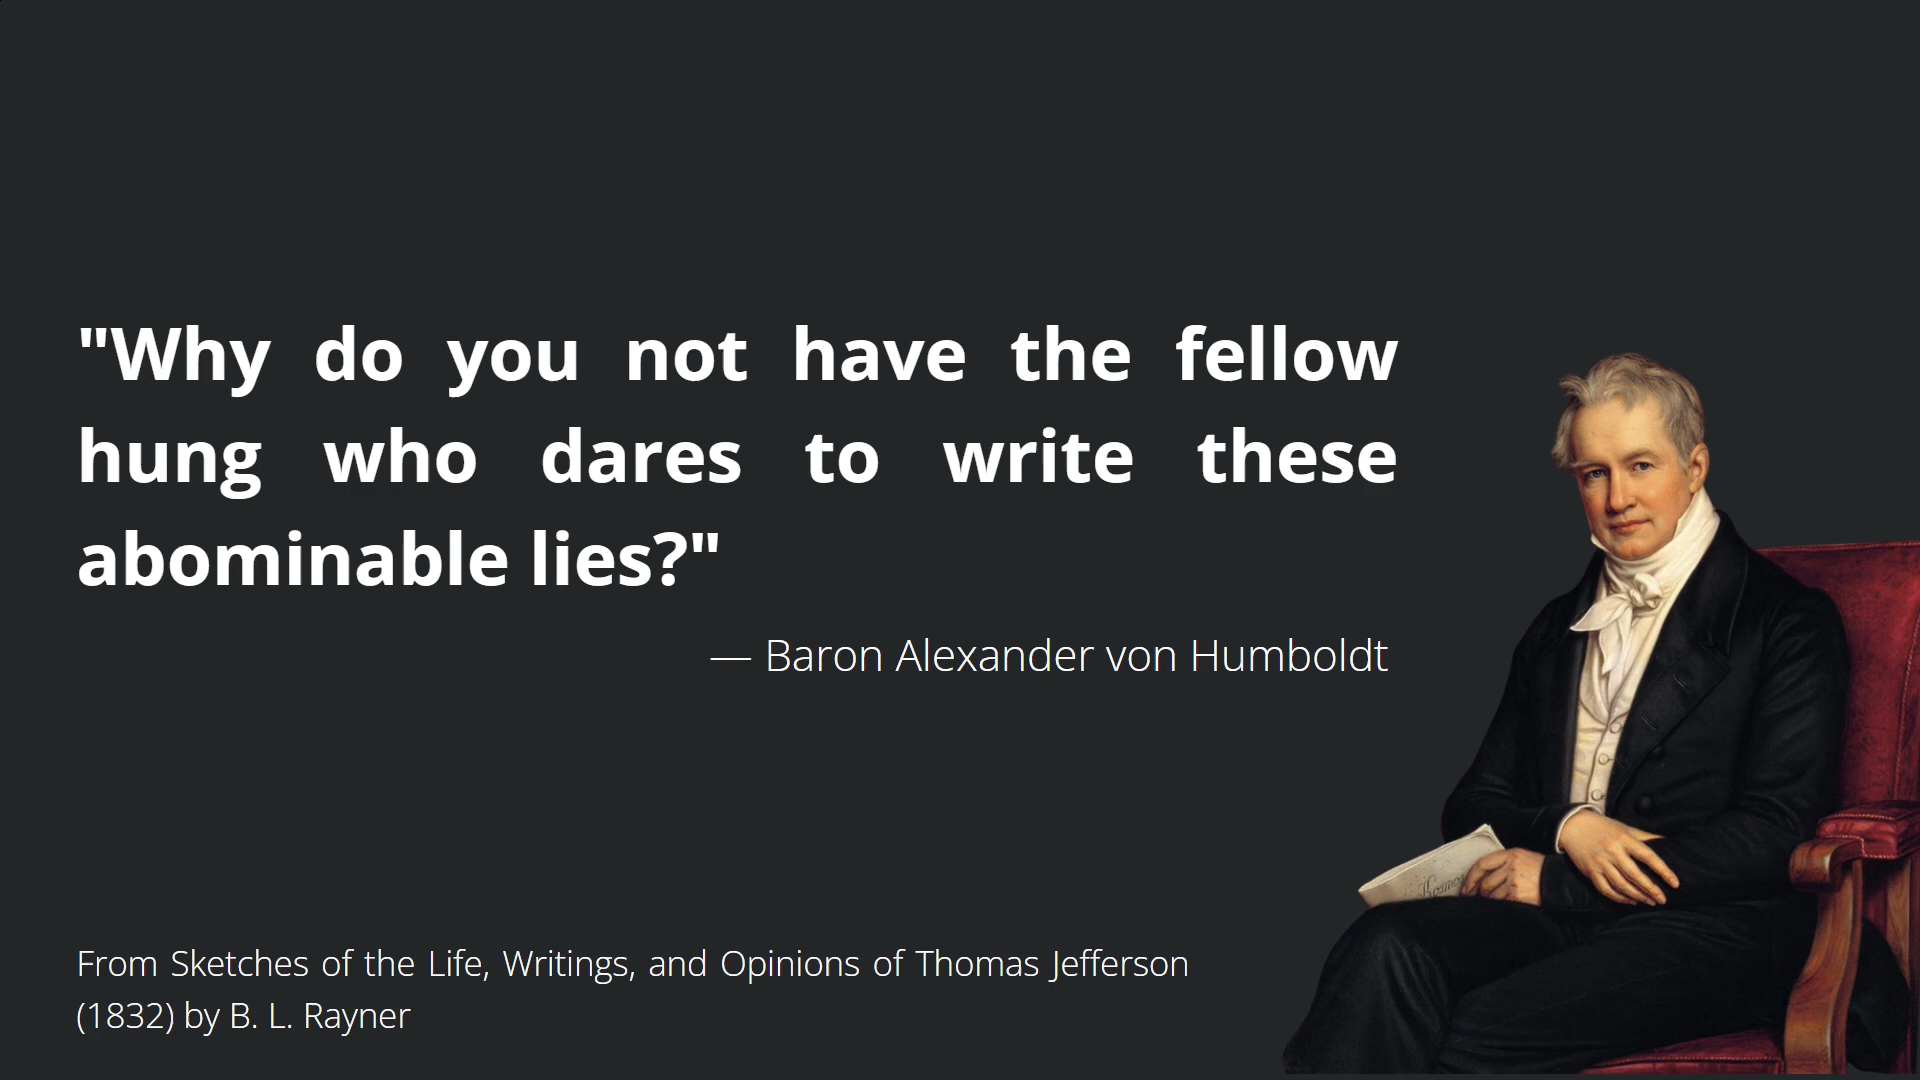 "Why do you not have the fellow
hung who dares to write these
abominable lies?"
— Baron Alexander von Humboldt
Kosmos
From Sketches of the Life, Writings, and Opinions of Thomas Jefferson
(1832) by B. L. Rayner